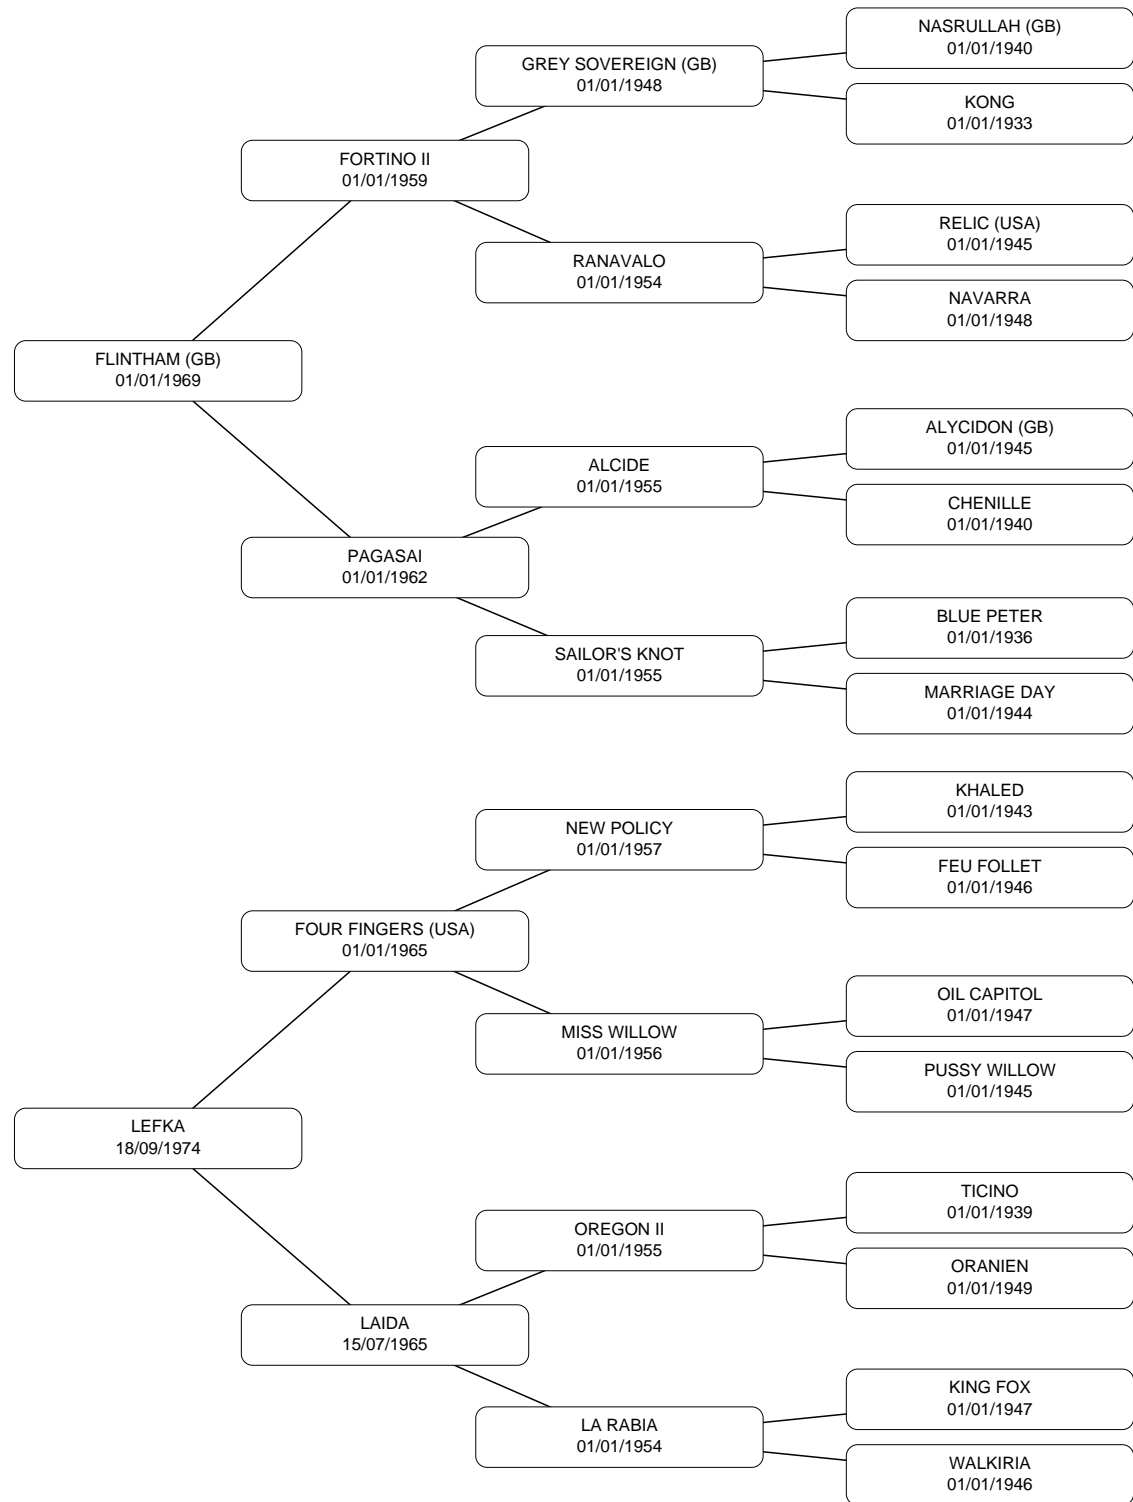 NASRULLAH (GB)
01/01/1940
GREY SOVEREIGN (GB)
01/01/1948
KONG
01/01/1933
FORTINO II
01/01/1959
RELIC (USA)
01/01/1945
RANAVALO
01/01/1954
NAVARRA
01/01/1948
FLINTHAM (GB)
01/01/1969
ALYCIDON (GB)
01/01/1945
ALCIDE
01/01/1955
CHENILLE
01/01/1940
PAGASAI
01/01/1962
BLUE PETER
01/01/1936
SAILOR'S KNOT
01/01/1955
MARRIAGE DAY
01/01/1944
KHALED
01/01/1943
NEW POLICY
01/01/1957
FEU FOLLET
01/01/1946
FOUR FINGERS (USA)
01/01/1965
OIL CAPITOL
01/01/1947
MISS WILLOW
01/01/1956
PUSSY WILLOW
01/01/1945
LEFKA
18/09/1974
TICINO
01/01/1939
OREGON II
01/01/1955
ORANIEN
01/01/1949
LAIDA
15/07/1965
KING FOX
01/01/1947
LA RABIA
01/01/1954
WALKIRIA
01/01/1946